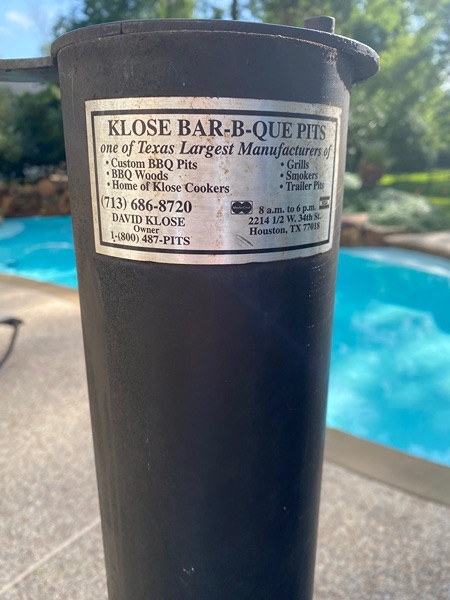 KLOSE BAR-B-QUE PITS
one of Texas Largest Manufacturers of
• Custom BBQ Pits
• BBQ Woods
• Home of Klose Cookers
• Grills
• Smokers
• Trailer Pits
(713) 686-8720
DAVID KLOSE
Owner
1-(800) 487-PITS
8 a.m. to 6 p.m.
2214 1/2 W. 34th St.
Houston, TX 77018